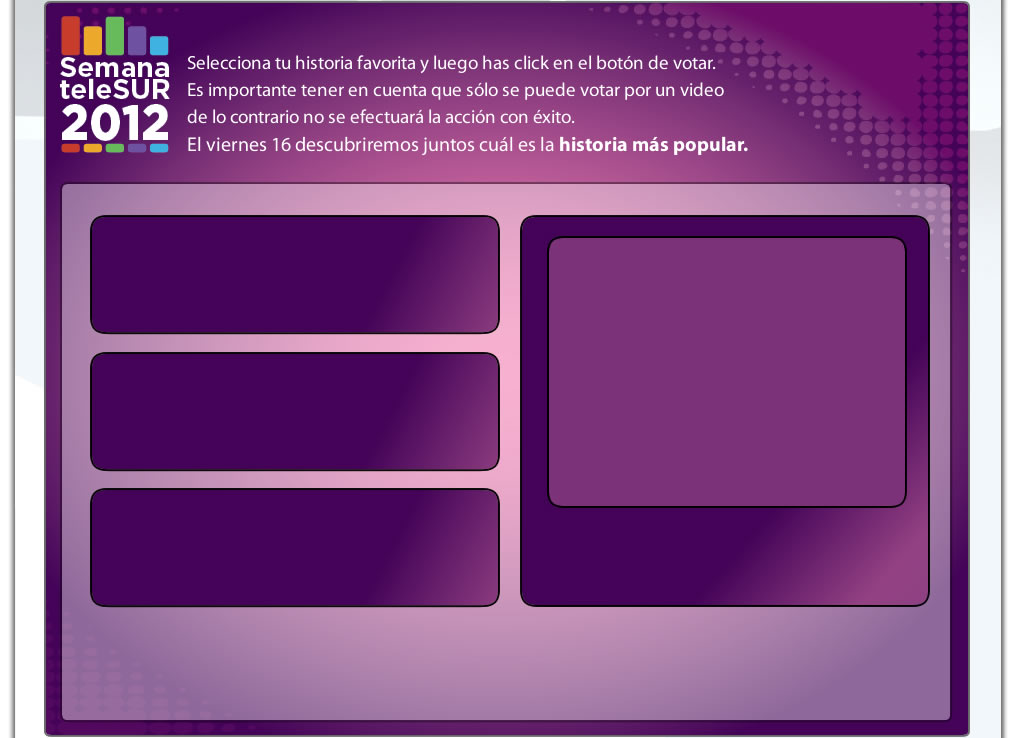 Semana
teleSUR
2012
Selecciona tu historia favorita y luego has click en el botón de votar.
Es importante tener en cuenta que sólo se puede votar por un video
de lo contrario no se efectuará la acción con éxito.
El viernes 16 descubriremos juntos cuál es la historia más popular.